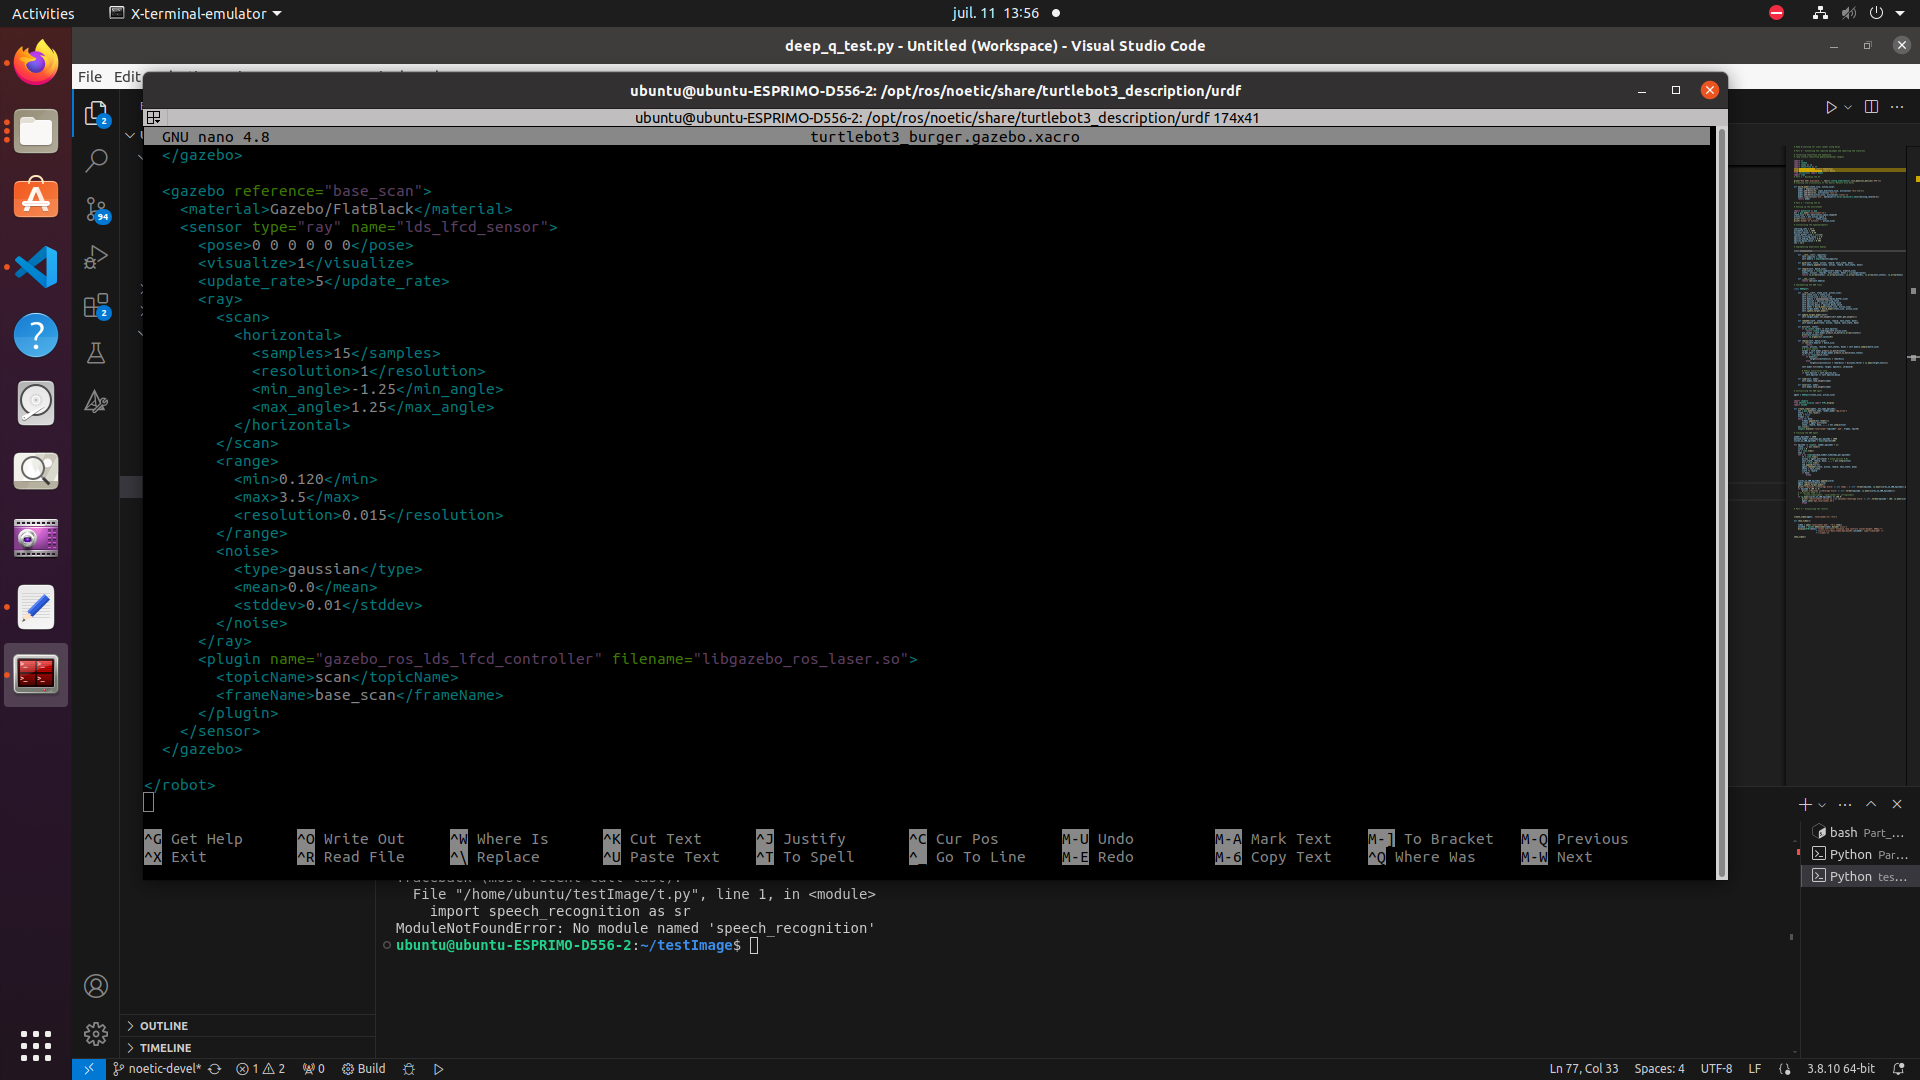 Activities
X-terminal-emulator
juil. 11 13:56
deep_q_test.py - Untitled (Workspace) - Visual Studio Code
File Edit
ubuntu@ubuntu-ESPRIMO-D556-2: /opt/ros/noetic/share/turtlebot3_description/urdf
ubuntu@ubuntu-ESPRIMO-D556-2: /opt/ros/noetic/share/turtlebot3_description/urdf 174x41
GNU nano 4.8 turtlebot3_burger.gazebo.xacro
</gazebo>
<gazebo reference="base_scan">
<material>Gazebo/FlatBlack</material>
<sensor type="ray" name="lds_lfcd_sensor">
<pose>0 0 0 0 0 0</pose>
<visualize>1</visualize>
<update_rate>5</update_rate>
<ray>
<scan>
<horizontal>
<samples>15</samples>
<resolution>1</resolution>
<min_angle>-1.25</min_angle>
<max_angle>1.25</max_angle>
</horizontal>
</scan>
<range>
<min>0.120</min>
<max>3.5</max>
<resolution>0.015</resolution>
</range>
<noise>
<type>gaussian</type>
<mean>0.0</mean>
<stddev>0.01</stddev>
</noise>
</ray>
<plugin name="gazebo_ros_lds_lfcd_controller" filename="libgazebo_ros_laser.so">
<topicName>scan</topicName>
<frameName>base_scan</frameName>
</plugin>
</sensor>
</gazebo>
</robot>
^G Get Help ^O Write Out ^W Where Is ^K Cut Text ^J Justify ^C Cur Pos M-U Undo M-A Mark Text M-] To Bracket M-Q Previous
^X Exit ^R Read File ^\ Replace ^U Paste Text ^T To Spell ^_ Go To Line M-E Redo M-6 Copy Text ^Q Where Was M-W Next
File "/home/ubuntu/testImage/t.py", line 1, in <module>
import speech_recognition as sr
ModuleNotFoundError: No module named 'speech_recognition'
ubuntu@ubuntu-ESPRIMO-D556-2:~/testImage$
bash Part_...
Python Par...
Python tes...
2
94
2
OUTLINE
TIMELINE
noetic-devel* 1 2 0 Build
Ln 77, Col 33 Spaces: 4 UTF-8 LF 3.8.10 64-bit